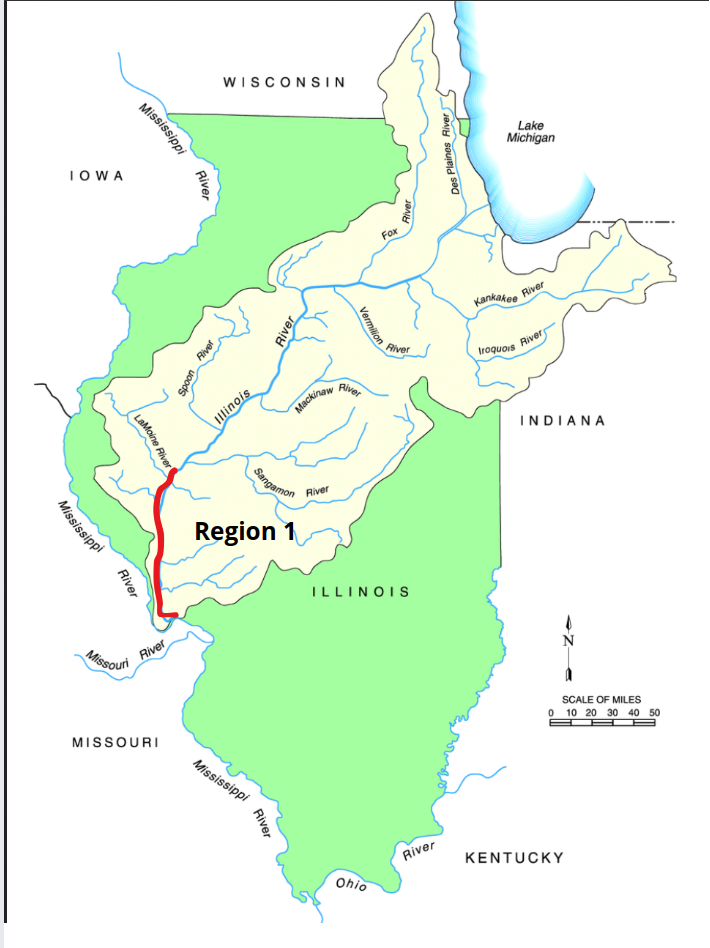 WISCONSIN
Lake
Michigan
Mississippi
River
IOWA
Des Plaines River
Fox River
Kankakee River
Iroquois River
Vermilion River
Illinois River
Spoon River
Mackinaw River
LaMoine River
Sangamon River
INDIANA
Region 1
Mississippi
River
ILLINOIS
N
Missouri River
SCALE OF MILES
0 10 20 30 40 50
MISSOURI
Mississippi
River
KENTUCKY
Ohio River